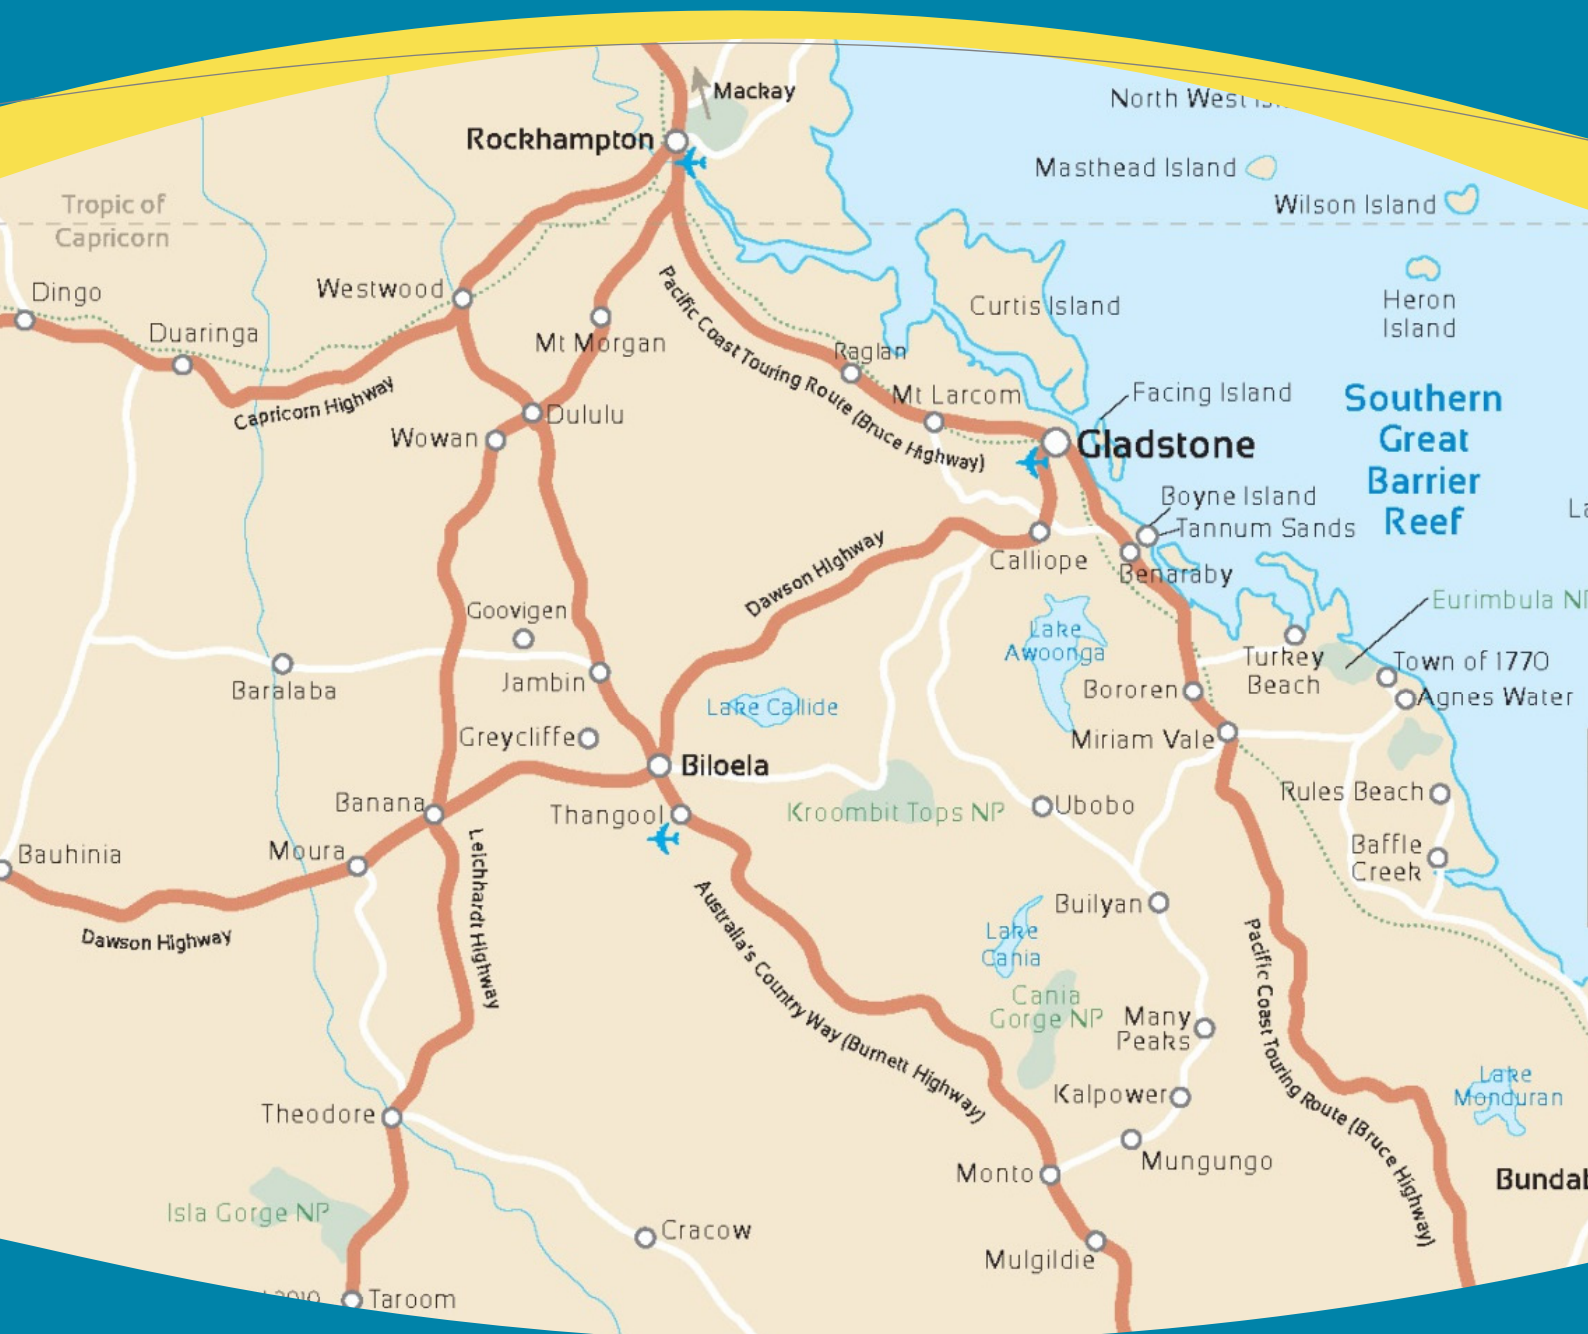 Mackay
North West
Rockhampton
Masthead Island
Wilson Island
Tropic of
Capricorn
Dingo
Westwood
Heron
Island
Curtis Island
Duaringa
Mt Morgan
Raglan
Pacific Coast Touring Route (Bruce Highway)
Capricorn Highway
Mt Larcom
Facing Island
Southern
Great
Barrier
Reef
Dululu
Wowan
Gladstone
Boyne Island
Tannum Sands
Calliope
Benaraby
Dawson Highway
Goovigen
Eurimbula
Lake
Awoonga
Turkey
Beach
Town of 1770
Agnes Water
Baralaba
Jambin
Bororen
Lake Callide
Greycliffe
Miriam Vale
Biloela
Rules Beach
Banana
Thangool
Kroombit Tops NP
Ubobo
Bauhinia
Moura
Baffle
Creek
Leichhardt Highway
Dawson Highway
Australia's Country Way (Burnett Highway)
Builyan
Lake
Cania
Pacific Coast Touring Route (Bruce Highway)
Cania
Gorge NP
Many
Peaks
Kalpower
Lake
Monduran
Theodore
Monto
Mungungo
Isla Gorge NP
Cracow
Mulgildie
Taroom